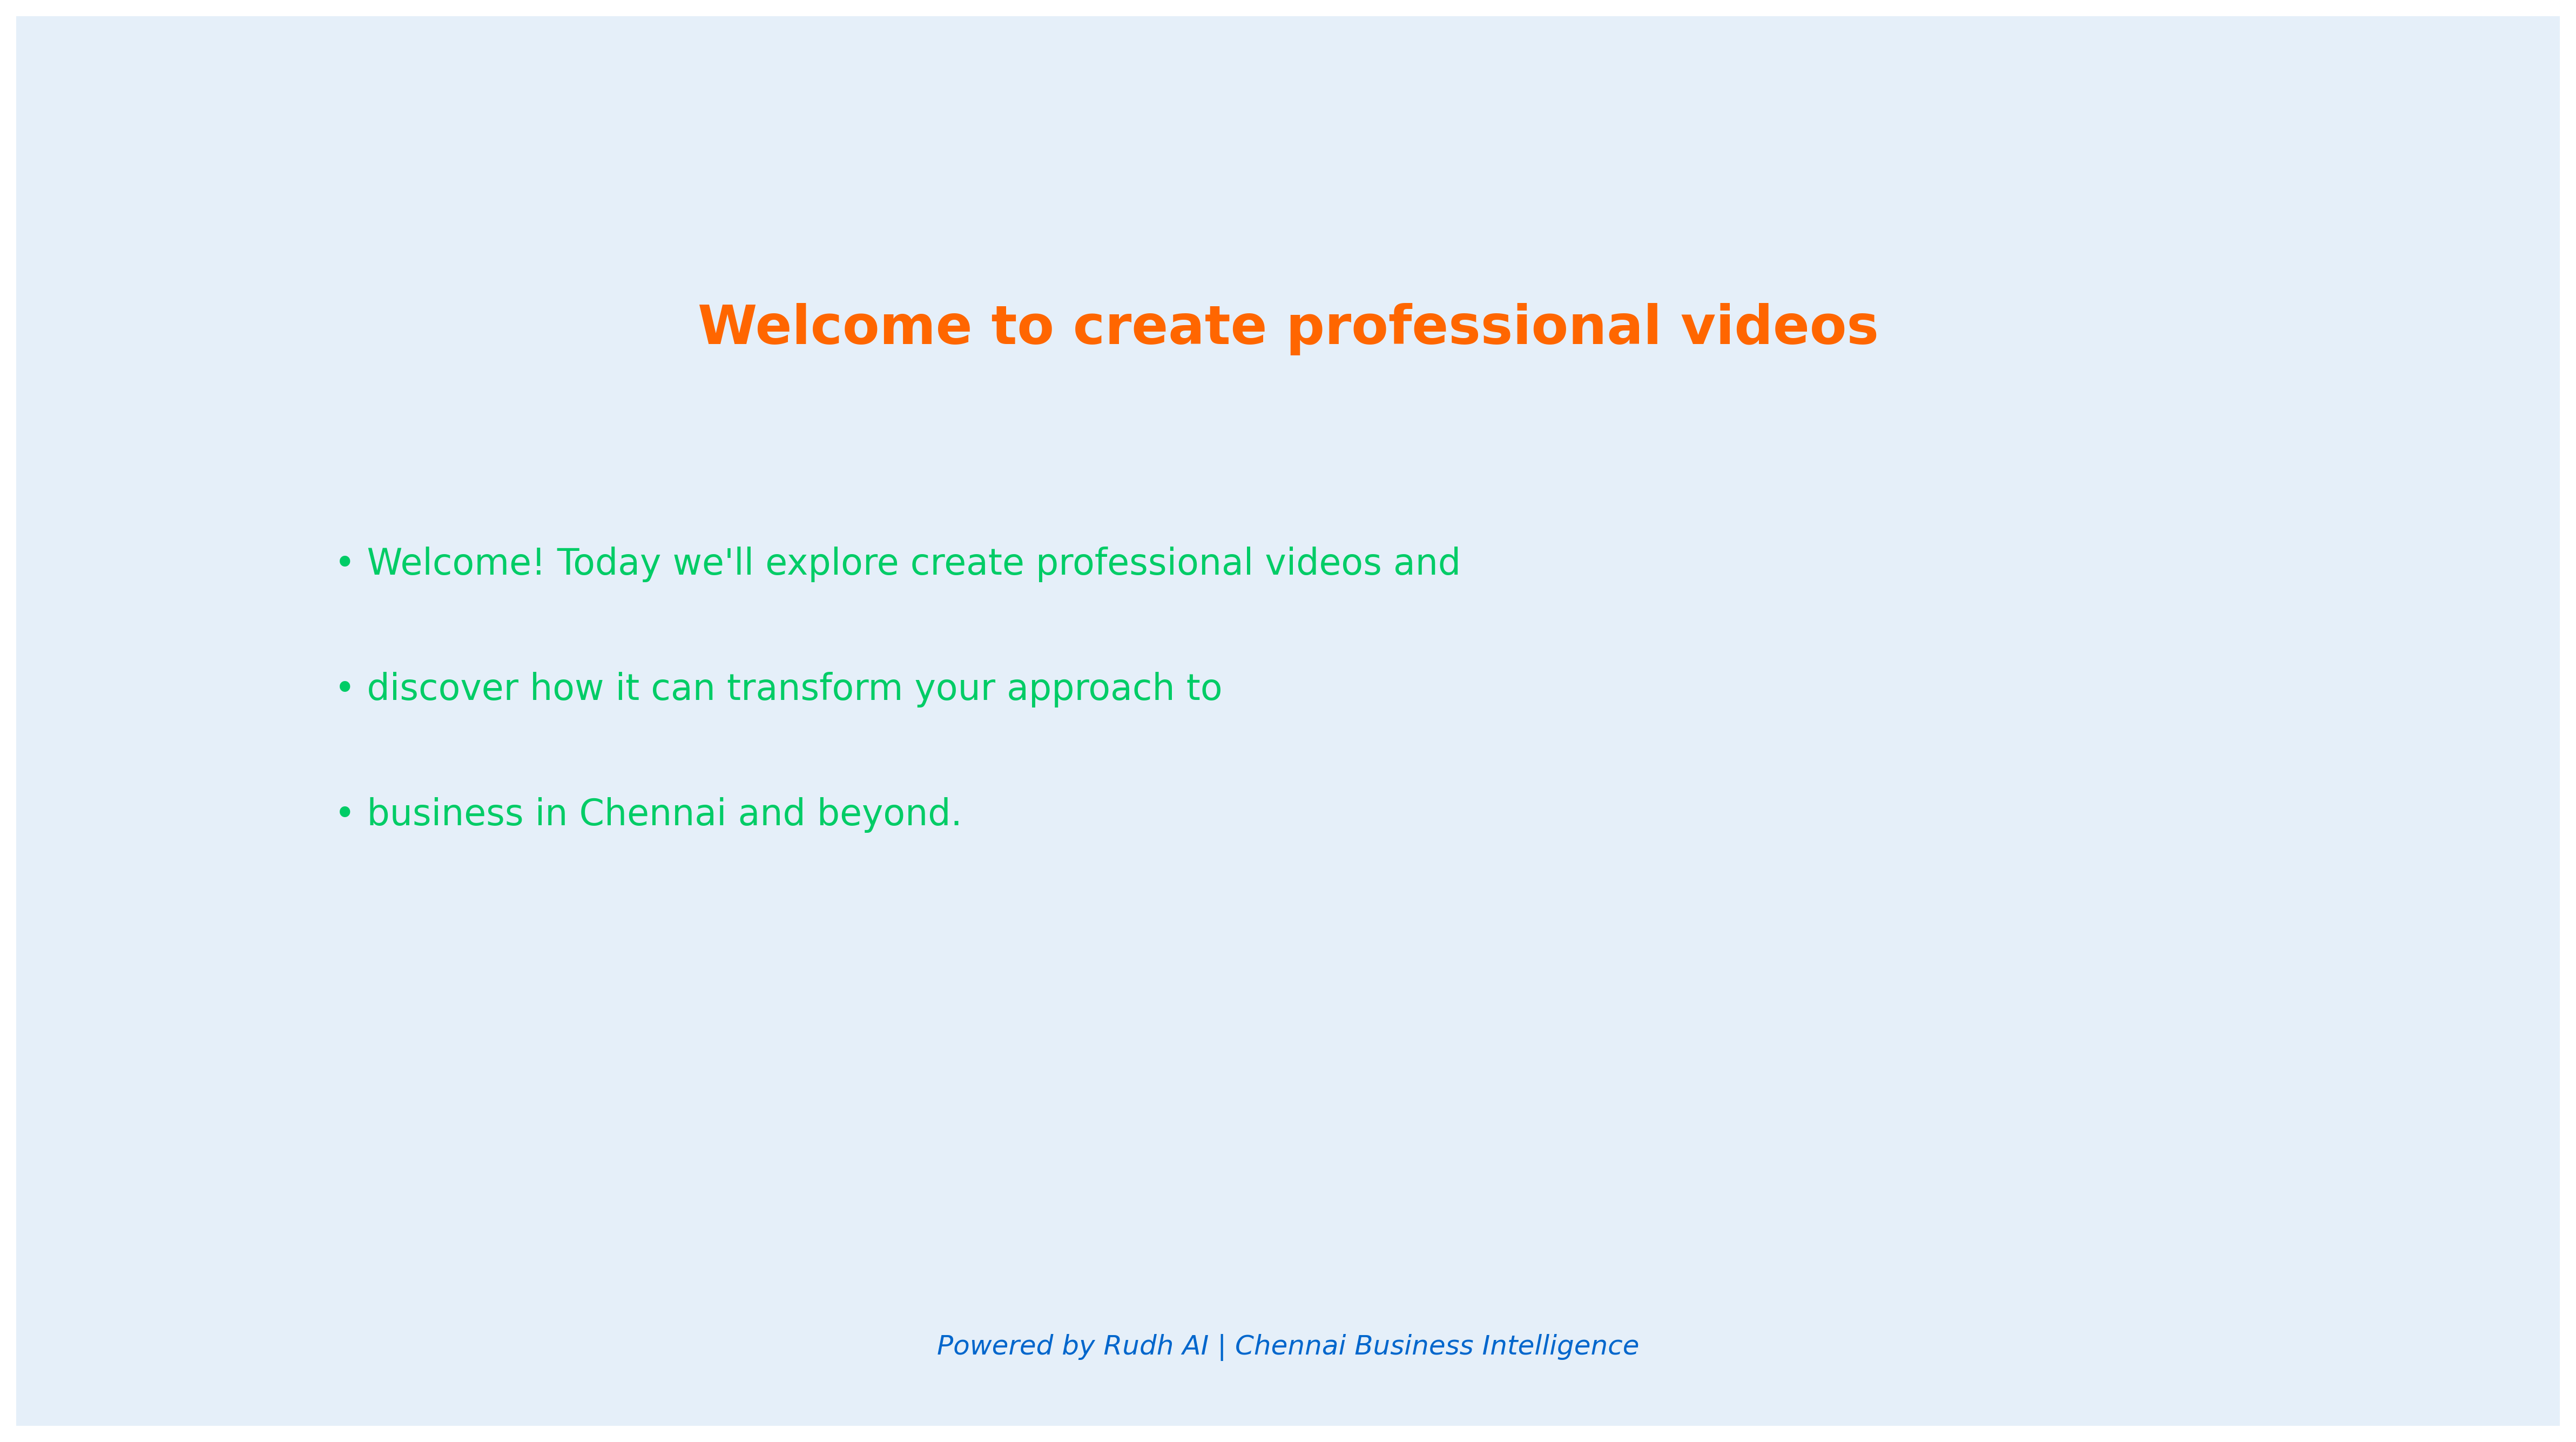 Welcome to create professional videos
• Welcome! Today we'll explore create professional videos and
• discover how it can transform your approach to
• business in Chennai and beyond.
Powered by Rudh AI | Chennai Business Intelligence